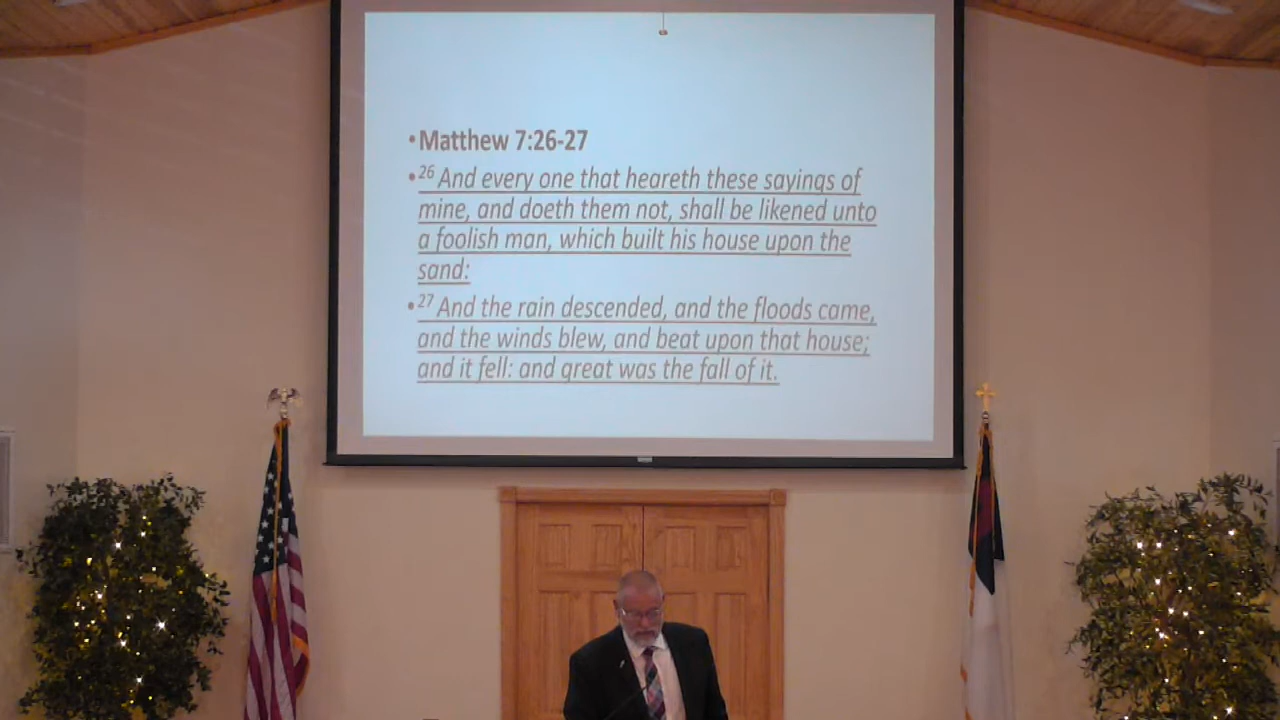 •Matthew 7:26-27
•26 And every one that heareth these sayings of
mine, and doeth them not, shall be likened unto
a foolish man, which built his house upon the
sand:
•27 And the rain descended, and the floods came,
and the winds blew, and beat upon that house;
and it fell: and great was the fall of it.